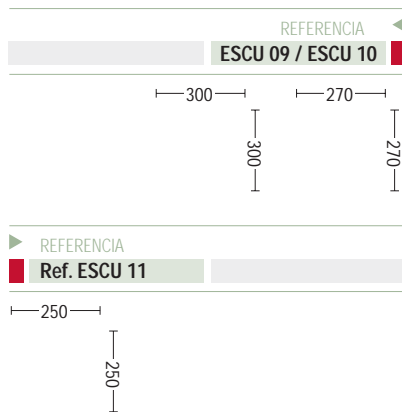 REFERENCIA
ESCU 09 / ESCU 10
300 270
300 270
REFERENCIA
Ref. ESCU 11
250
250